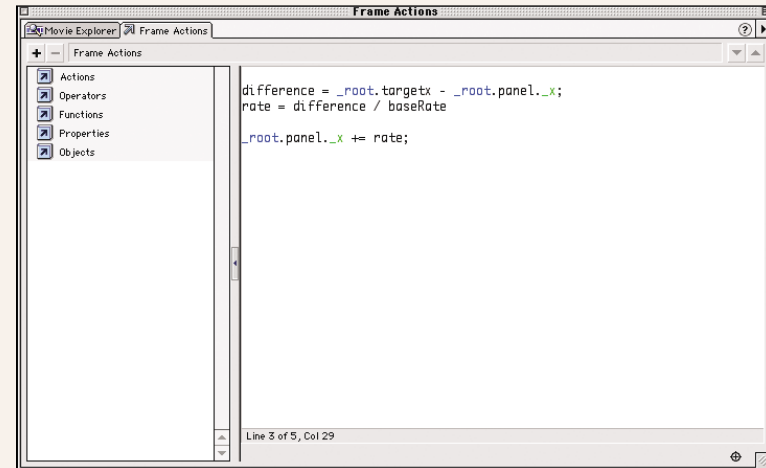 Frame Actions
Movie Explorer Frame Actions ?
+ - Frame Actions
Actions
Operators
Functions
Properties
Objects
difference = _root.targetx - _root.panel._x;
rate = difference / baseRate
_root.panel._x += rate;
Line 3 of 5, Col 29